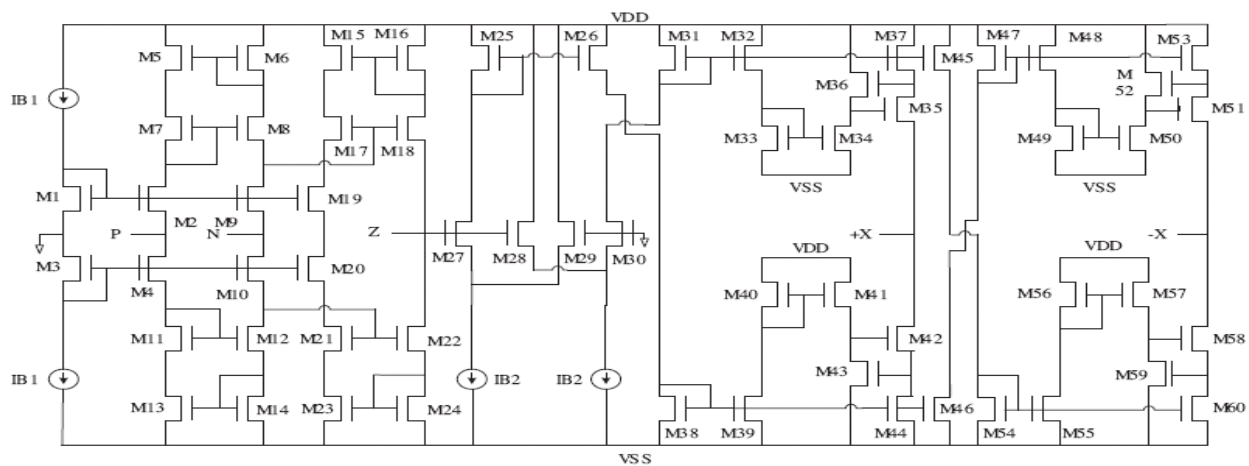 VDD
M15 M16 M25 M26 M31 M32 M37 M47 M48 M53
M5 M6 M45
M36 M
52
IB1 M35 M51
M7 M8 M17 M18 M33 M34 M49 M50
VSS VSS
M1 M2 M9 M19
P N Z +X -X
M3 M4 M10 M20 M27 M28 M29 M30
VDD VDD
M40 M41 M56 M57
M11 M12 M21 M22 M42 M58
IB1 IB2 IB2 M43 M59
M13 M14 M23 M24 M46 M60
M38 M39 M44 M54 M55
VSS